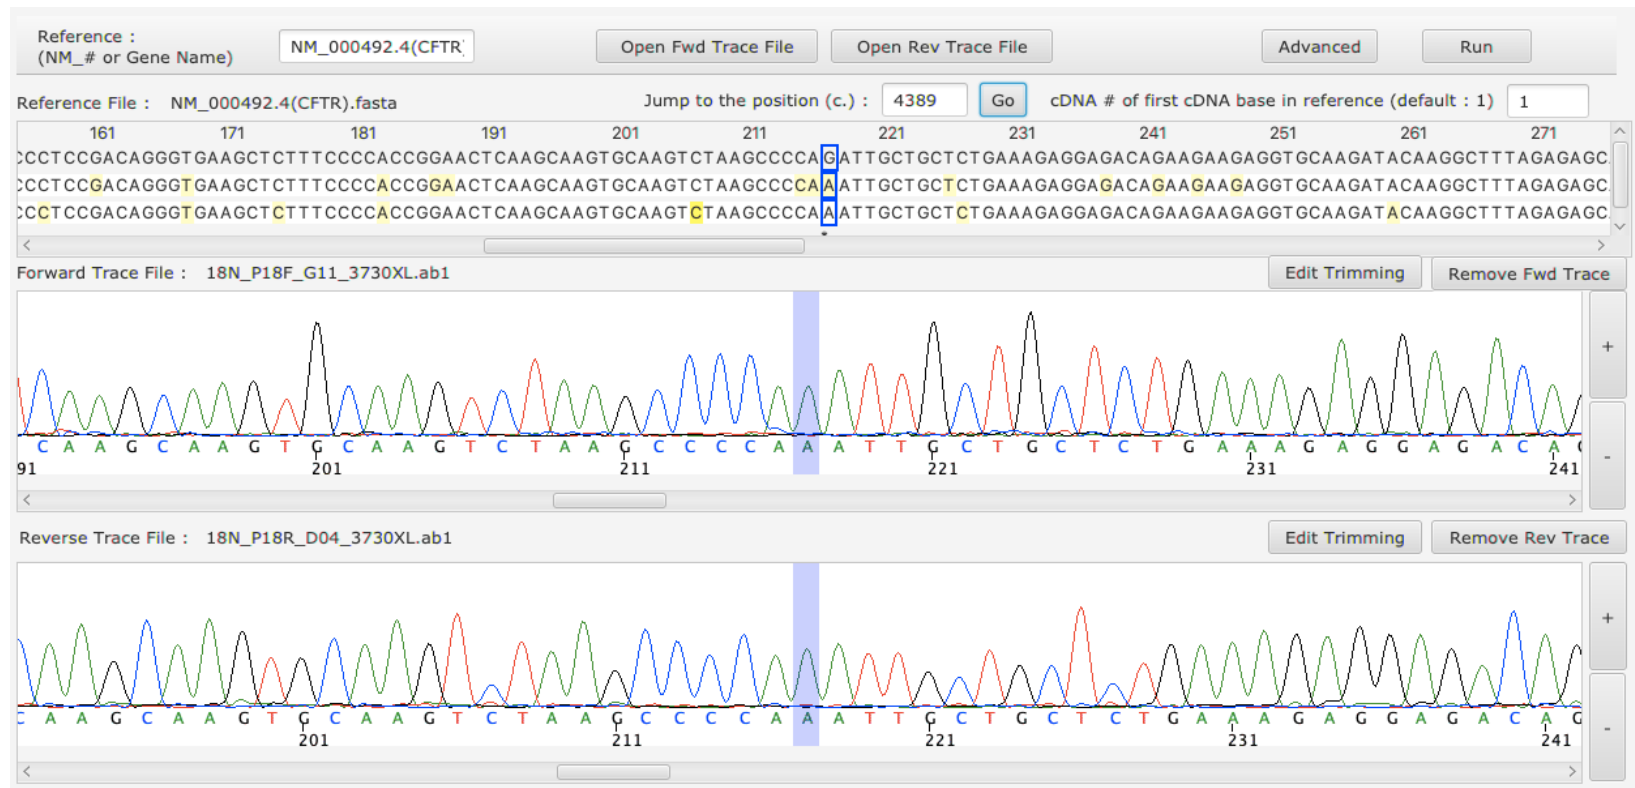 Reference :
(NM_# or Gene Name)
NM_000492.4(CFTR)
Open Fwd Trace File
Open Rev Trace File
Advanced
Run
Reference File : NM_000492.4(CFTR).fasta
Jump to the position (c.) : 4389 Go
cDNA # of first cDNA base in reference (default : 1) 1
161 171 181 191 201 211 221 231 241 251 261 271
CCCTCCGACAGGGTGAAGCTCTTTCCCCACCGGAACTCAAGCAAGTGCAAGTCTAAGCCCCAGATTGCTGCTCTGAAAGAGGAGACAGAAGAAGAGGTGCAAGATACAAGGCTTTAGAGAGC
CCCTCCGACAGGGTGAAGCTCTTTCCCCACCGGAACTCAAGCAAGTGCAAGTCTAAGCCCCAAATTGCTGCTCTGAAAGAGGAGACAGAAGAAGAGGTGCAAGATACAAGGCTTTAGAGAGC
CCCTCCGACAGGGTGAAGCTCTTTCCCCACCGGAACTCAAGCAAGTGCAAGTCTAAGCCCCAAATTGCTGCTCTGAAAGAGGAGACAGAAGAAGAGGTGCAAGATACAAGGCTTTAGAGAGC
*
Forward Trace File : 18N_P18F_G11_3730XL.ab1
Edit Trimming
Remove Fwd Trace
+
C A A G C A A G T G C A A G T C T A A G C C C C A A A T T G C T G C T C T G A A A G A G G A G A C A G
91 201 211 221 231 241
-
Reverse Trace File : 18N_P18R_D04_3730XL.ab1
Edit Trimming
Remove Rev Trace
+
C A A G C A A G T G C A A G T C T A A G C C C C A A A T T G C T G C T C T G A A A G A G G A G A C A G
201 211 221 231 241
-